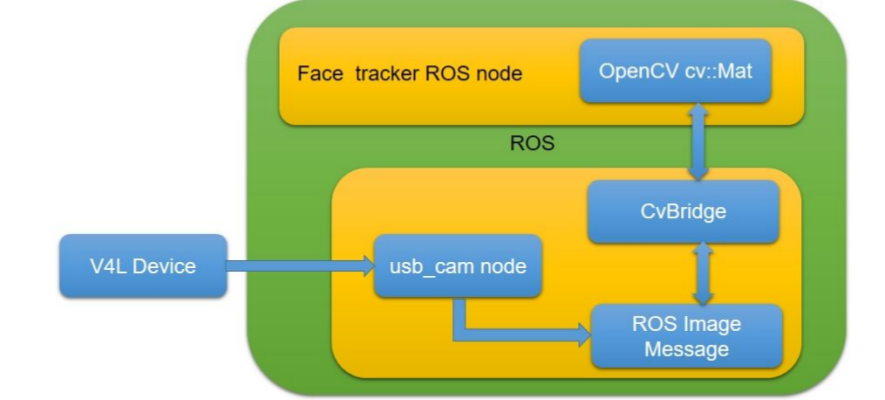 Face tracker ROS node
OpenCV cv::Mat
ROS
CvBridge
V4L Device
usb_cam node
ROS Image
Message